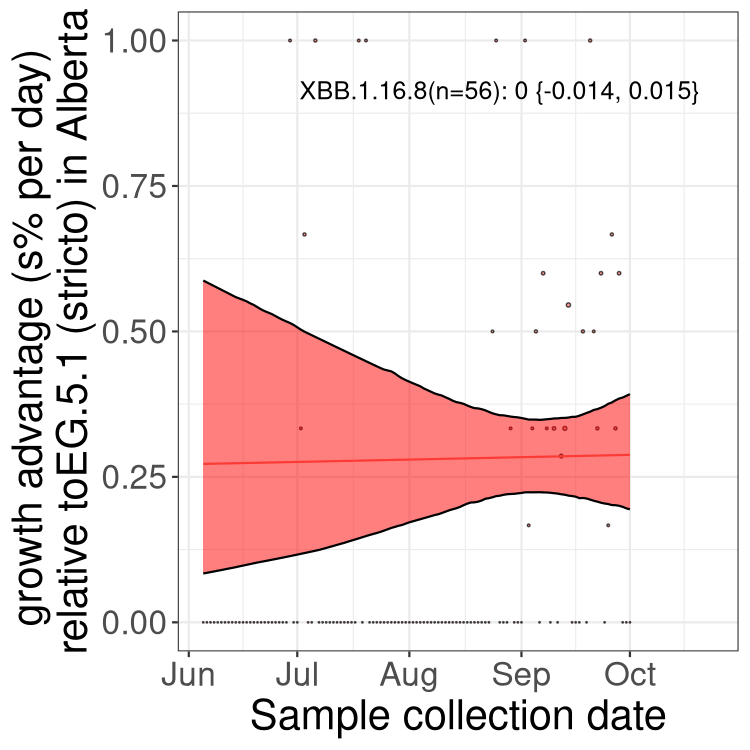 growth advantage (s% per day)
relative toEG.5.1 (stricto) in Alberta
1.00
0.75
0.50
0.25
0.00
XBB.1.16.8(n=56): 0 {-0.014, 0.015}
Jun Jul Aug Sep Oct
Sample collection date